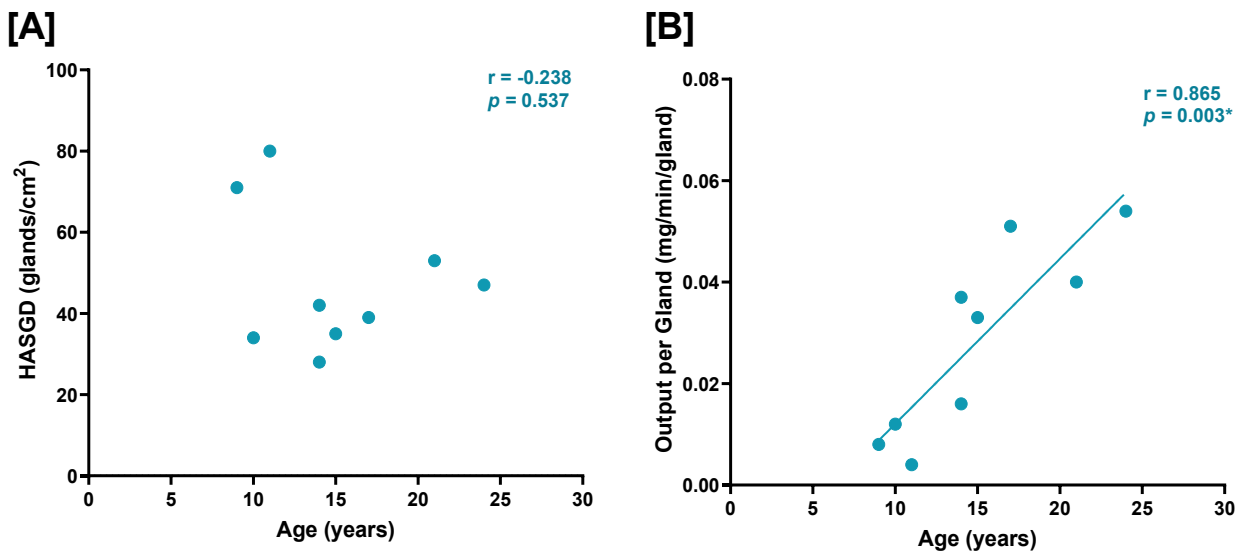 [A]
r = -0.238
p = 0.537
HASGD (glands/cm²)
100
80
60
40
20
0
0 5 10 15 20 25 30
Age (years)
[B]
r = 0.865
p = 0.003*
Output per Gland (mg/min/gland)
0.08
0.06
0.04
0.02
0.00
0 5 10 15 20 25 30
Age (years)